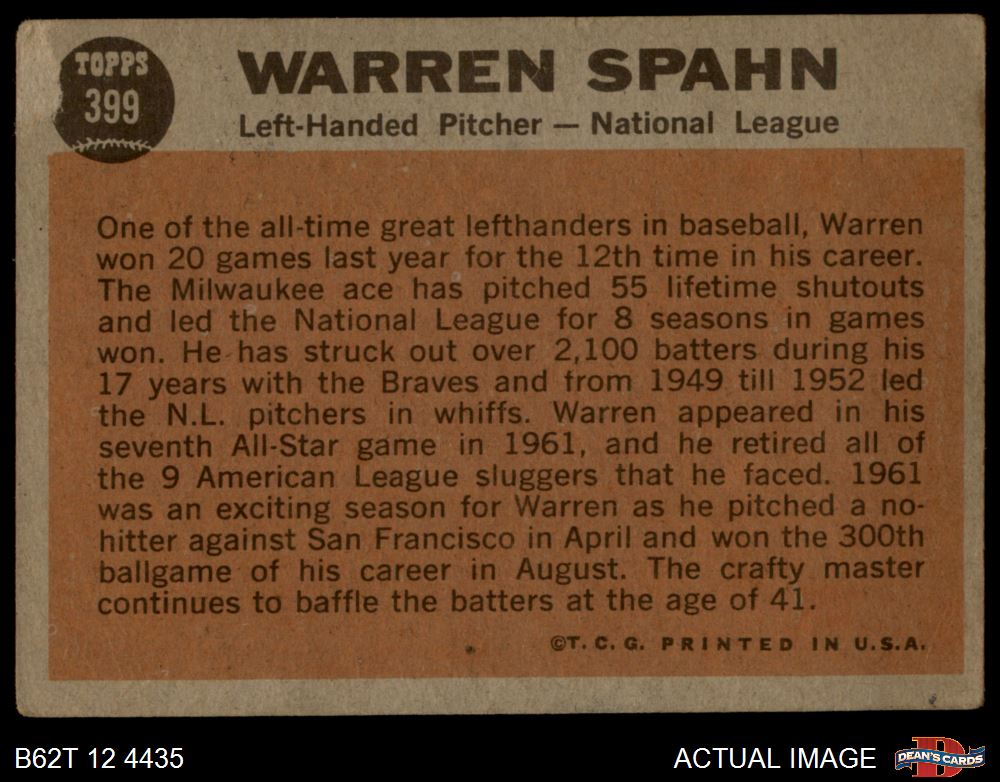 TOPPS
399
WARREN SPAHN
Left-Handed Pitcher — National League
One of the all-time great lefthanders in baseball, Warren
won 20 games last year for the 12th time in his career.
The Milwaukee ace has pitched 55 lifetime shutouts
and led the National League for 8 seasons in games
won. He has struck out over 2,100 batters during his
17 years with the Braves and from 1949 till 1952 led
the N.L. pitchers in whiffs. Warren appeared in his
seventh All-Star game in 1961, and he retired all of
the 9 American League sluggers that he faced. 1961
was an exciting season for Warren as he pitched a no-
hitter against San Francisco in April and won the 300th
ballgame of his career in August. The crafty master
continues to baffle the batters at the age of 41.
©T. C. G. PRINTED IN U.S.A.
B62T 12 4435
ACTUAL IMAGE
D
DEAN'S CARDS